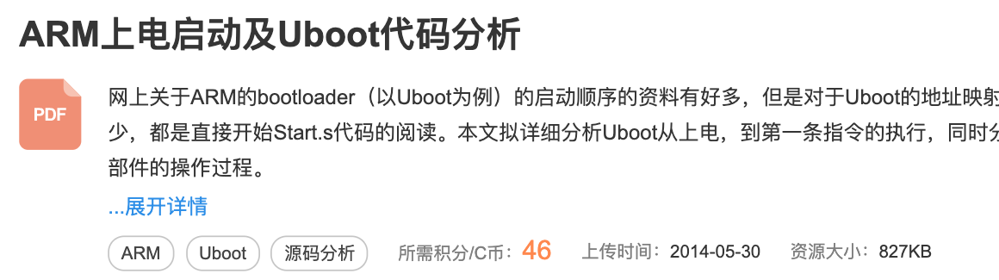 ARM上电启动及Uboot代码分析
PDF
网上关于ARM的bootloader（以Uboot为例）的启动顺序的资料有好多，但是对于Uboot的地址映射
少，都是直接开始Start.s代码的阅读。本文拟详细分析Uboot从上电，到第一条指令的执行，同时分
部件的操作过程。
...展开详情
ARM Uboot 源码分析 所需积分/C币：46 上传时间：2014-05-30 资源大小：827KB